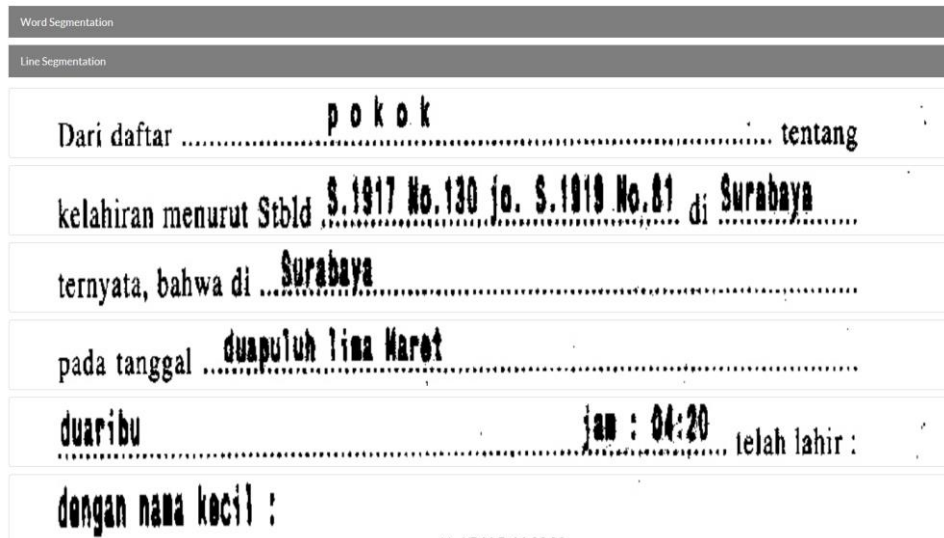 Word Segmentation
Line Segmentation
Dari daftar p o k o k tentang
kelahiran menurut Stbld S.1917 No.130 jo. S.1919 No.81 di Surabaya
ternyata, bahwa di Surabaya
pada tanggal duapuluh lima Maret
duaribu jam : 04:20 telah lahir :
dengan nama kecil :